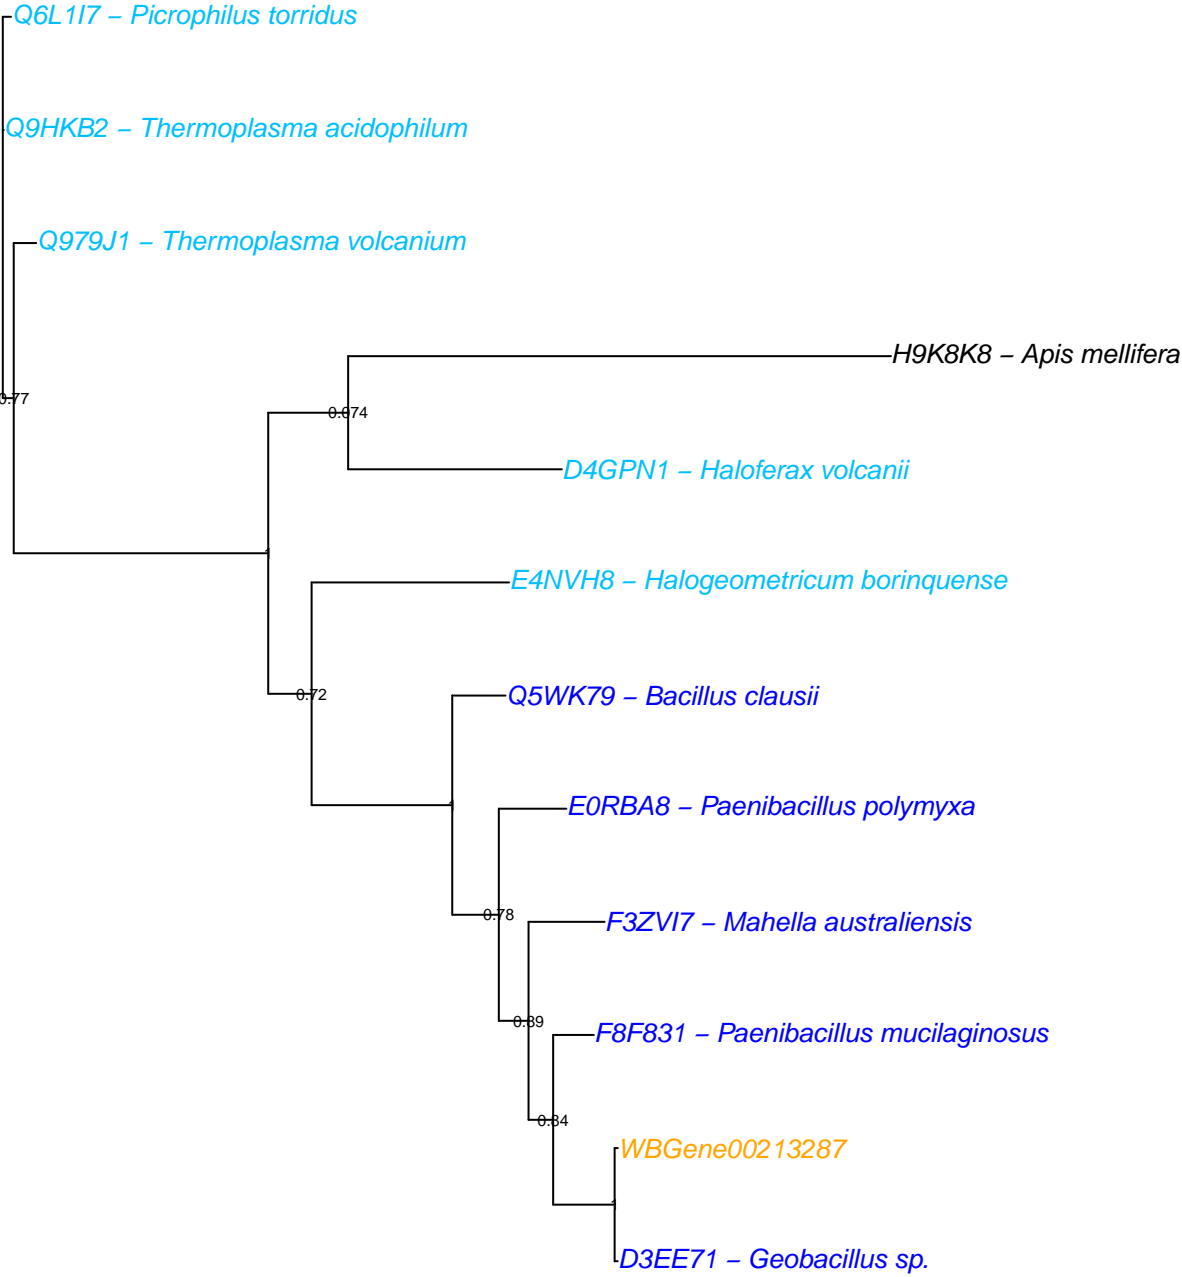 Q6L1I7 – Picrophilus torridus
Q9HKB2 – Thermoplasma acidophilum
Q979J1 – Thermoplasma volcanium
H9K8K8 – Apis mellifera
0.77
0.074
D4GPN1 – Haloferax volcanii
1
E4NVH8 – Halogeometricum borinquense
0.72
Q5WK79 – Bacillus clausii
1
E0RBA8 – Paenibacillus polymyxa
0.78
F3ZVI7 – Mahella australiensis
0.89
F8F831 – Paenibacillus mucilaginosus
0.84
WBGene00213287
1
D3EE71 – Geobacillus sp.